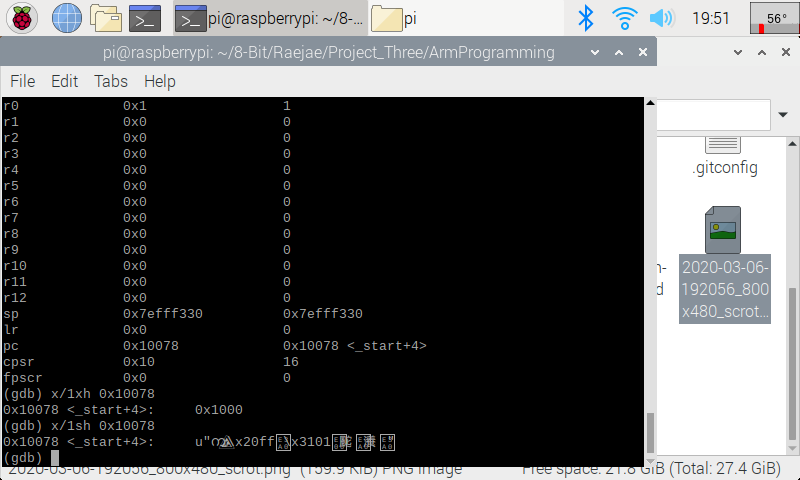 pi@raspberrypi: ~/8-... pi 19:51 56°
pi@raspberrypi: ~/8-Bit/Raejae/Project_Three/ArmProgramming
File Edit Tabs Help
r0 0x1 1
r1 0x0 0
r2 0x0 0
r3 0x0 0
r4 0x0 0
r5 0x0 0
r6 0x0 0
r7 0x0 0
r8 0x0 0
r9 0x0 0
r10 0x0 0
r11 0x0 0
r12 0x0 0
sp 0x7efff330 0x7efff330
lr 0x0 0
pc 0x10078 0x10078 <_start+4>
cpsr 0x10 16
fpscr 0x0 0
(gdb) x/1xh 0x10078
0x10078 <_start+4>: 0x1000
(gdb) x/1sh 0x10078
0x10078 <_start+4>: u"x20ff\x3101
(gdb)
.gitconfig
2020-03-06-
192056_800
x480_scrot...
2020-03-06-192056_800x480_scrot.png (159.9 KiB) PNG image Free space: 21.8 GiB (Total: 27.4 GiB)